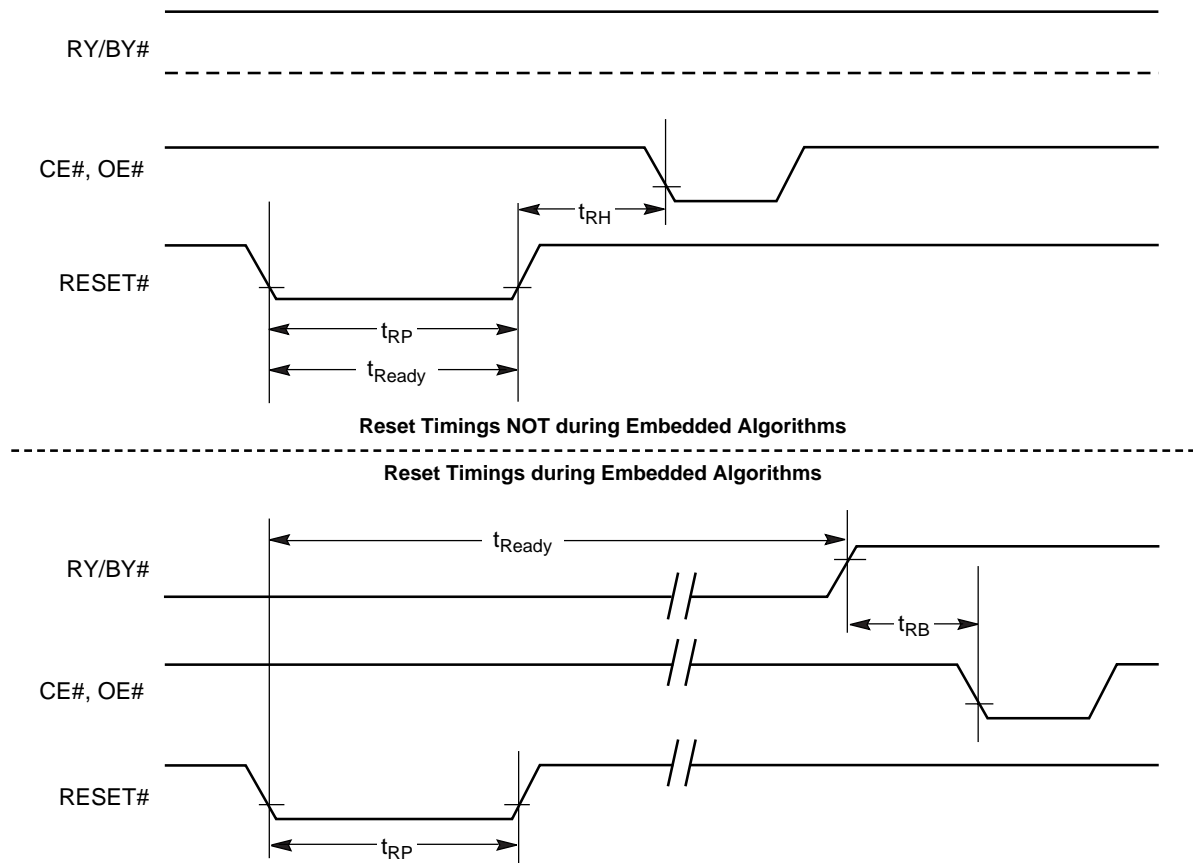 RY/BY#
CE#, OE#
tRH
RESET#
tRP
tReady
Reset Timings NOT during Embedded Algorithms
Reset Timings during Embedded Algorithms
tReady
RY/BY#
tRB
CE#, OE#
RESET#
tRP